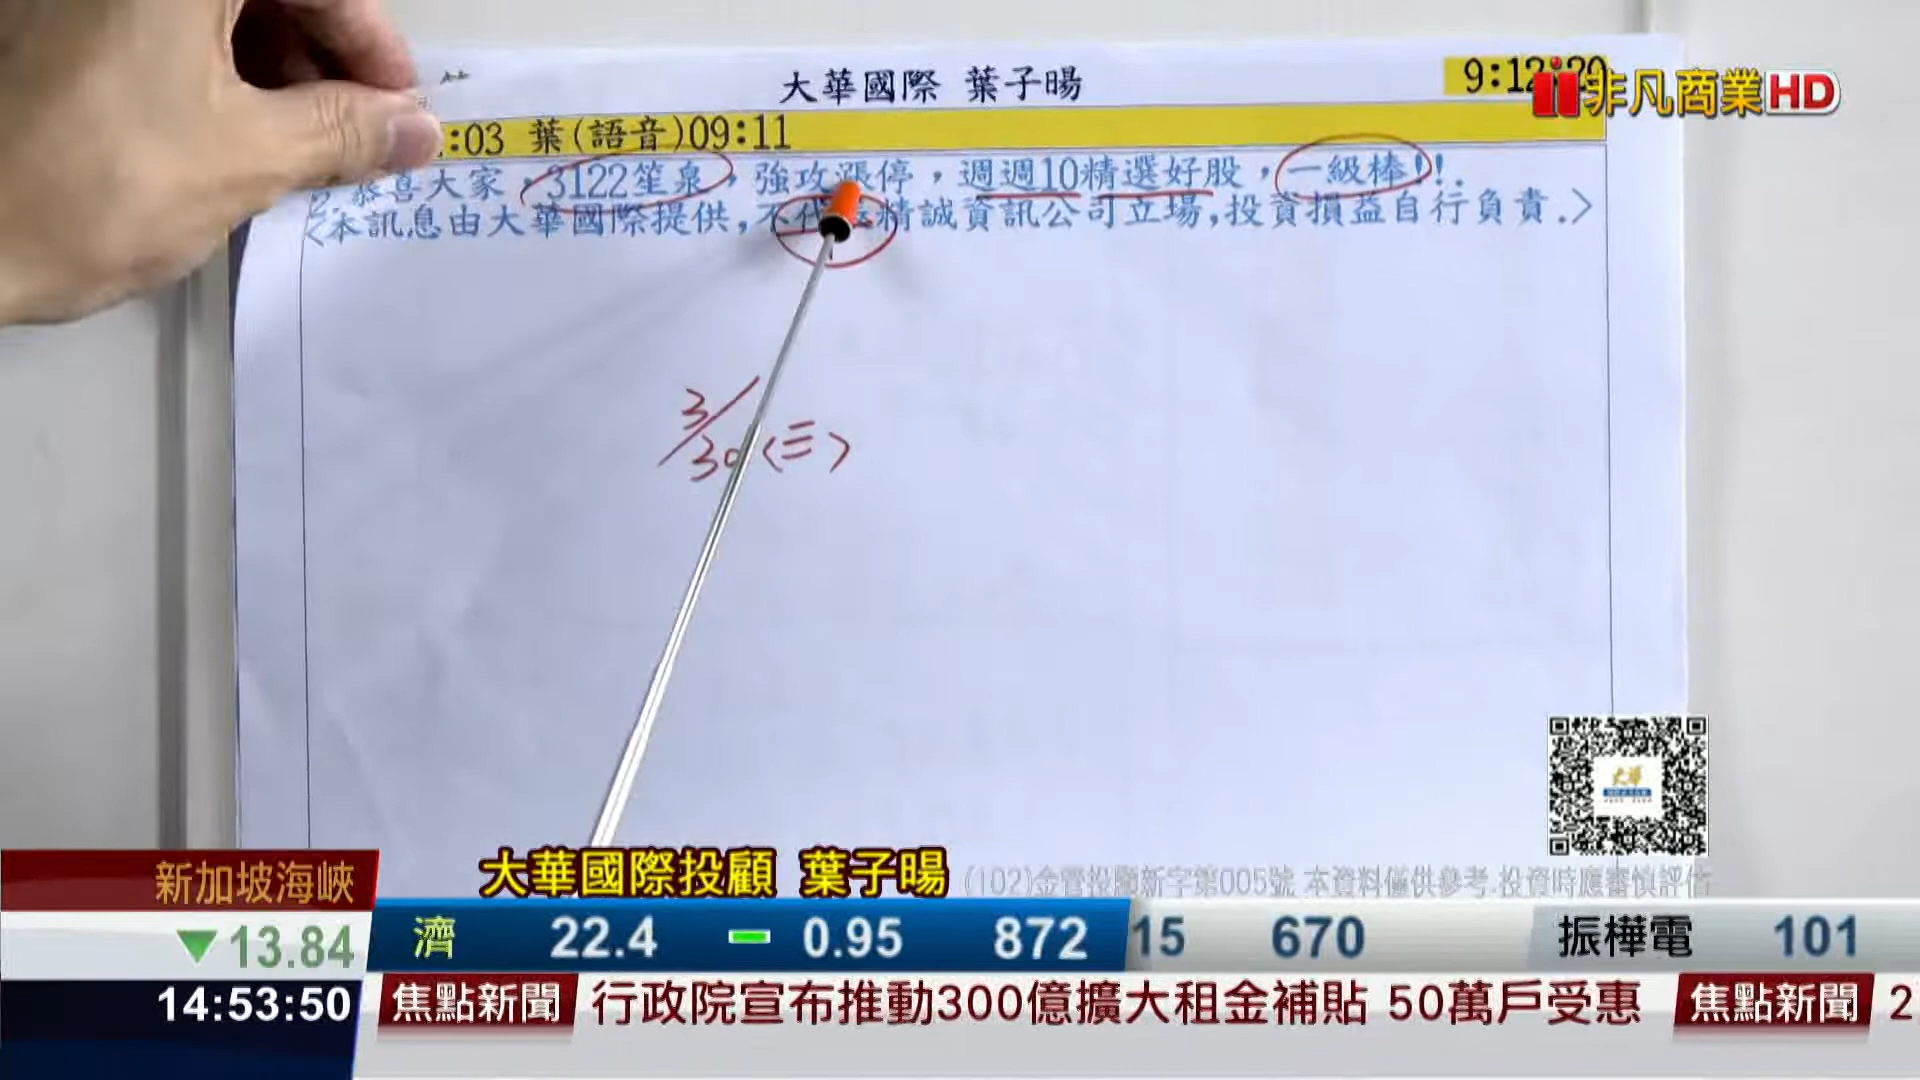 大華國際 葉子暘
9:12:20
非凡商業HD
:03 葉(語音)09:11
恭喜大家,3122笙泉,強攻漲停,週週10精選好股,一級棒!!.
<本訊息由大華國際提供,不代表精誠資訊公司立場,投資損益自行負責.>
3/30(三)
大華
大華國際投顧 葉子暘
(102)金管投顧新字第005號 本資料僅供參考.投資時應審慎評估
新加坡海峽
▼13.84
濟 22.4 0.95 872
15 670 振樺電 101
14:53:50
焦點新聞 行政院宣布推動300億擴大租金補貼 50萬戶受惠 焦點新聞 2